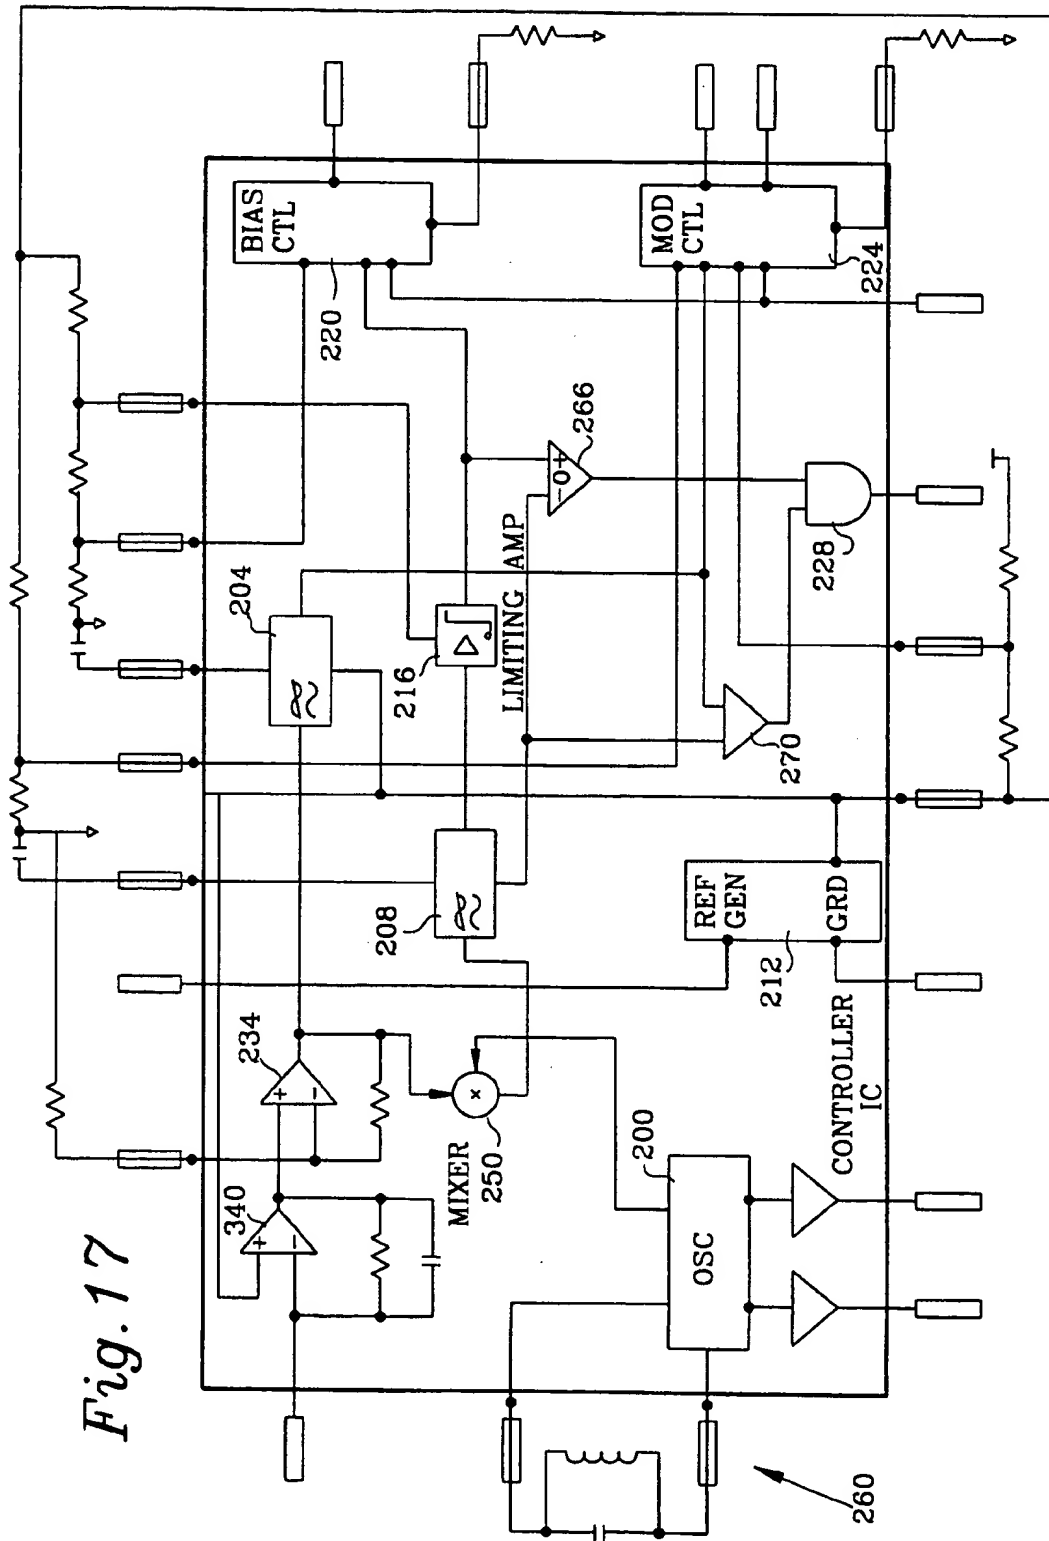 Fig. 17
340
+
-
234
+
-
204
216
LIMITING AMP
208
BIAS
CTL
220
MOD
CTL
224
-0+
266
228
270
REF
GEN
GRD
212
MIXER
250
x
200
OSC
CONTROLLER
IC
260